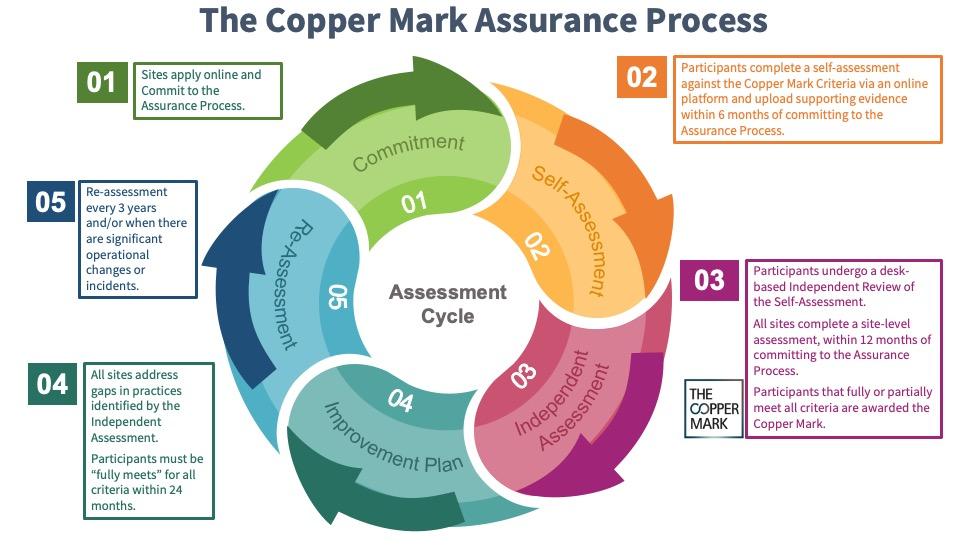 The Copper Mark Assurance Process
01
Sites apply online and
Commit to the
Assurance Process.
02
Participants complete a self-assessment
against the Copper Mark Criteria via an online
platform and upload supporting evidence
within 6 months of committing to the
Assurance Process.
03
Participants undergo a desk-
based Independent Review of
the Self-Assessment.
All sites complete a site-level
assessment, within 12 months of
committing to the Assurance
Process.
Participants that fully or partially
meet all criteria are awarded the
Copper Mark.
THE
COPPER
MARK
04
All sites address
gaps in practices
identified by the
Independent
Assessment.
Participants must be
“fully meets” for all
criteria within 24
months.
05
Re-assessment
every 3 years
and/or when there
are significant
operational
changes or
incidents.
Commitment
01
Self-Assessment
02
Independent
Assessment
03
Improvement Plan
04
Re-Assessment
05
Assessment
Cycle